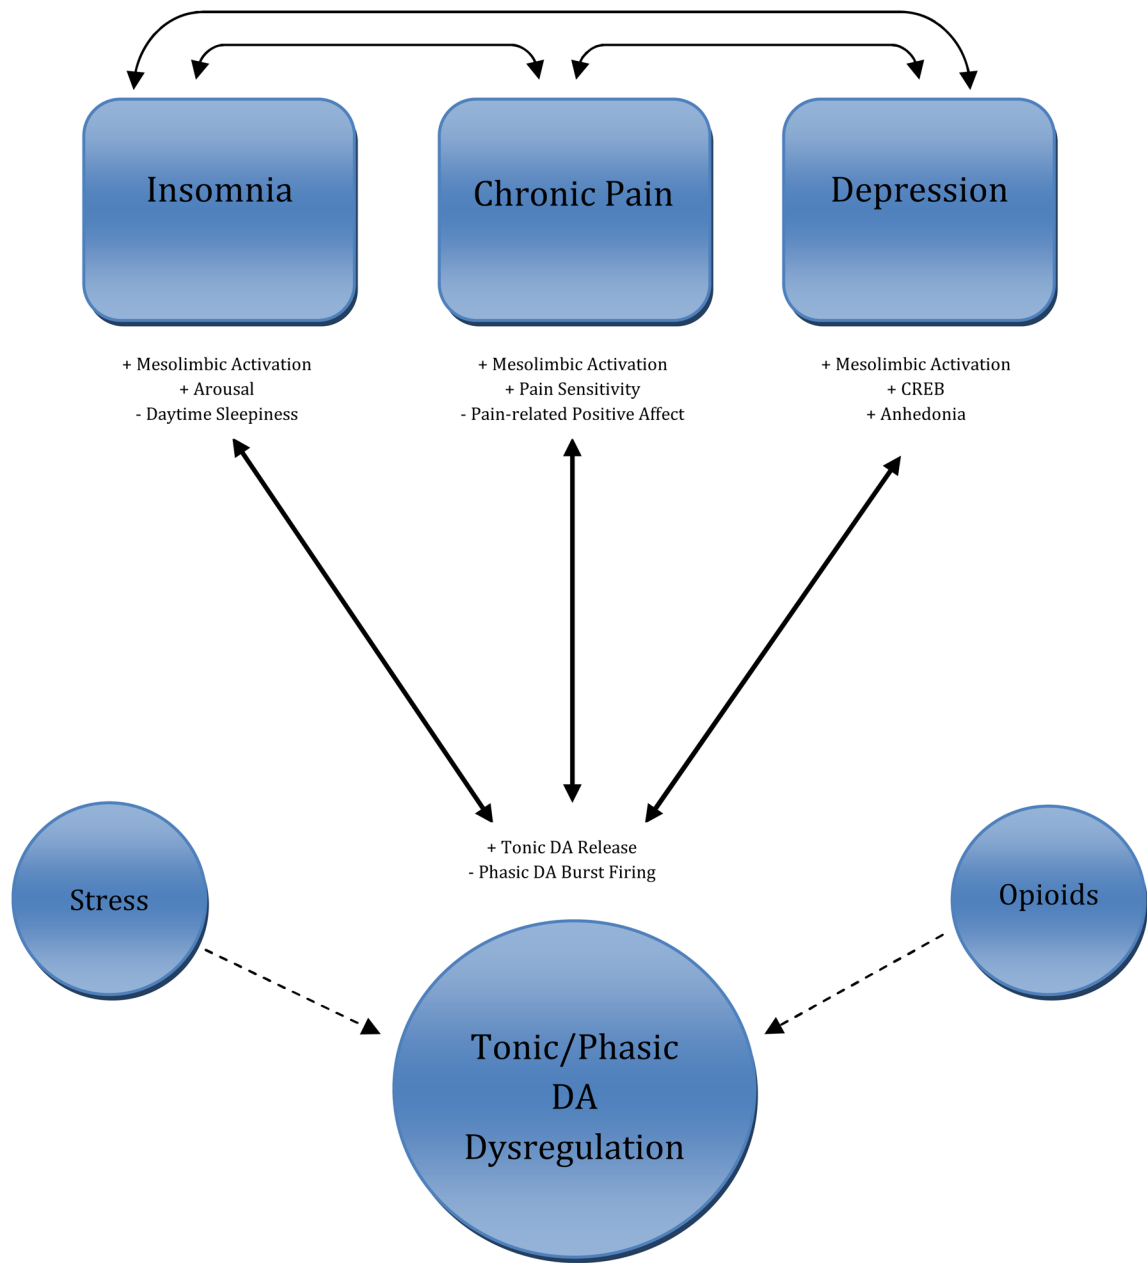 Insomnia
Chronic Pain
Depression
+ Mesolimbic Activation
+ Arousal
- Daytime Sleepiness
+ Mesolimbic Activation
+ Pain Sensitivity
- Pain-related Positive Affect
+ Mesolimbic Activation
+ CREB
+ Anhedonia
+ Tonic DA Release
- Phasic DA Burst Firing
Stress
Opioids
Tonic/Phasic
DA
Dysregulation